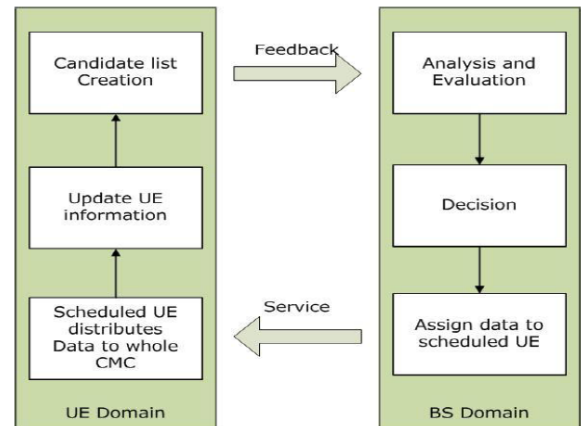 Candidate list
Creation
Update UE
information
Scheduled UE
distributes
Data to whole
CMC
UE Domain
Feedback
Service
Analysis and
Evaluation
Decision
Assign data to
scheduled UE
BS Domain